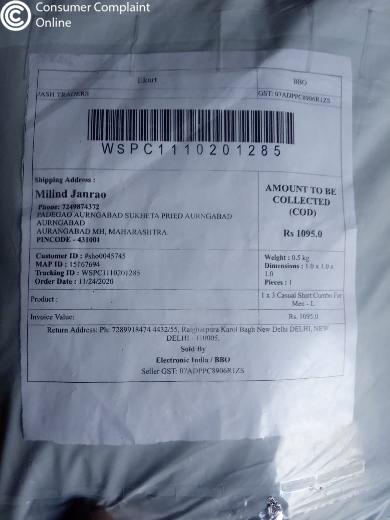 Consumer Complaint
Online
Ekart
BBO
JASH TRADERS
GST: 07ADPPC8906R1ZS
WSPC1110201285
Shipping Address :
Milind Janrao
Phone: 7249874372
PADEGAO AURNGABAD SUKHETA PRIED AURNGABAD
AURNGABAD
AURANGABAD MH, MAHARASHTRA
PINCODE - 431001
AMOUNT TO BE
COLLECTED
(COD)
Rs 1095.0
Customer ID : #sho0045745
MAP ID : 15167694
Trucking ID : WSPC1110201285
Order Date : 11/24/2020
Weight : 0.5 kg
Dimensions : 1.0 x 1.0 x
1.0
Pieces : 1
Product :
1 x 3 Casual Short Combo For
Men - L
Invoice Value:
Rs. 1095.0
Return Address: Ph: 7289918474 4432/55, Raigharpura Karol Bagh New Delhi DELHI, NEW
DELHI - 110005,
Sold By
Electronic India / BBO
Seller GST: 07ADPPC8906R1ZS